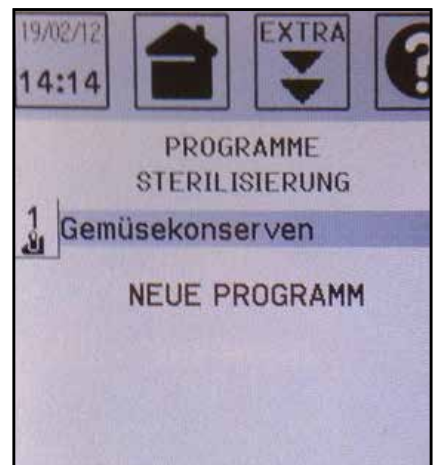 19/02/12
14:14
EXTRA
?
PROGRAMME
STERILISIERUNG
1
Gemüsekonserven
NEUE PROGRAMM